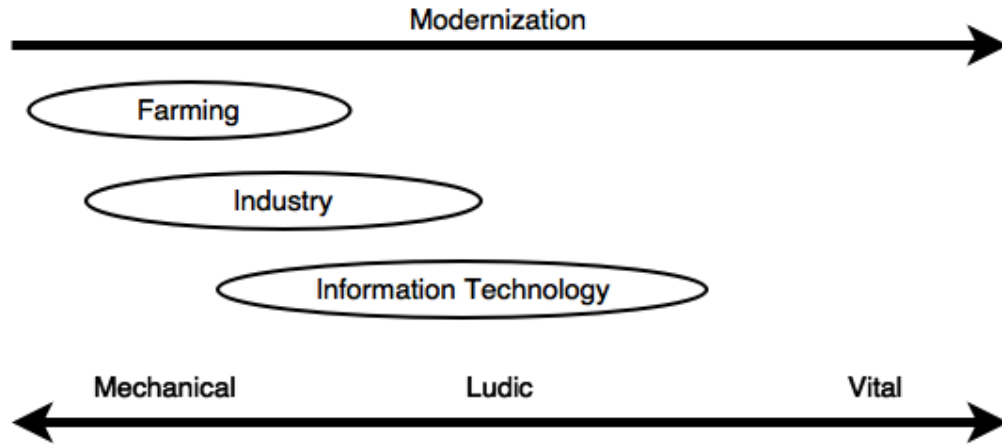 Modernization
Farming
Industry
Information Technology
Mechanical Ludic Vital